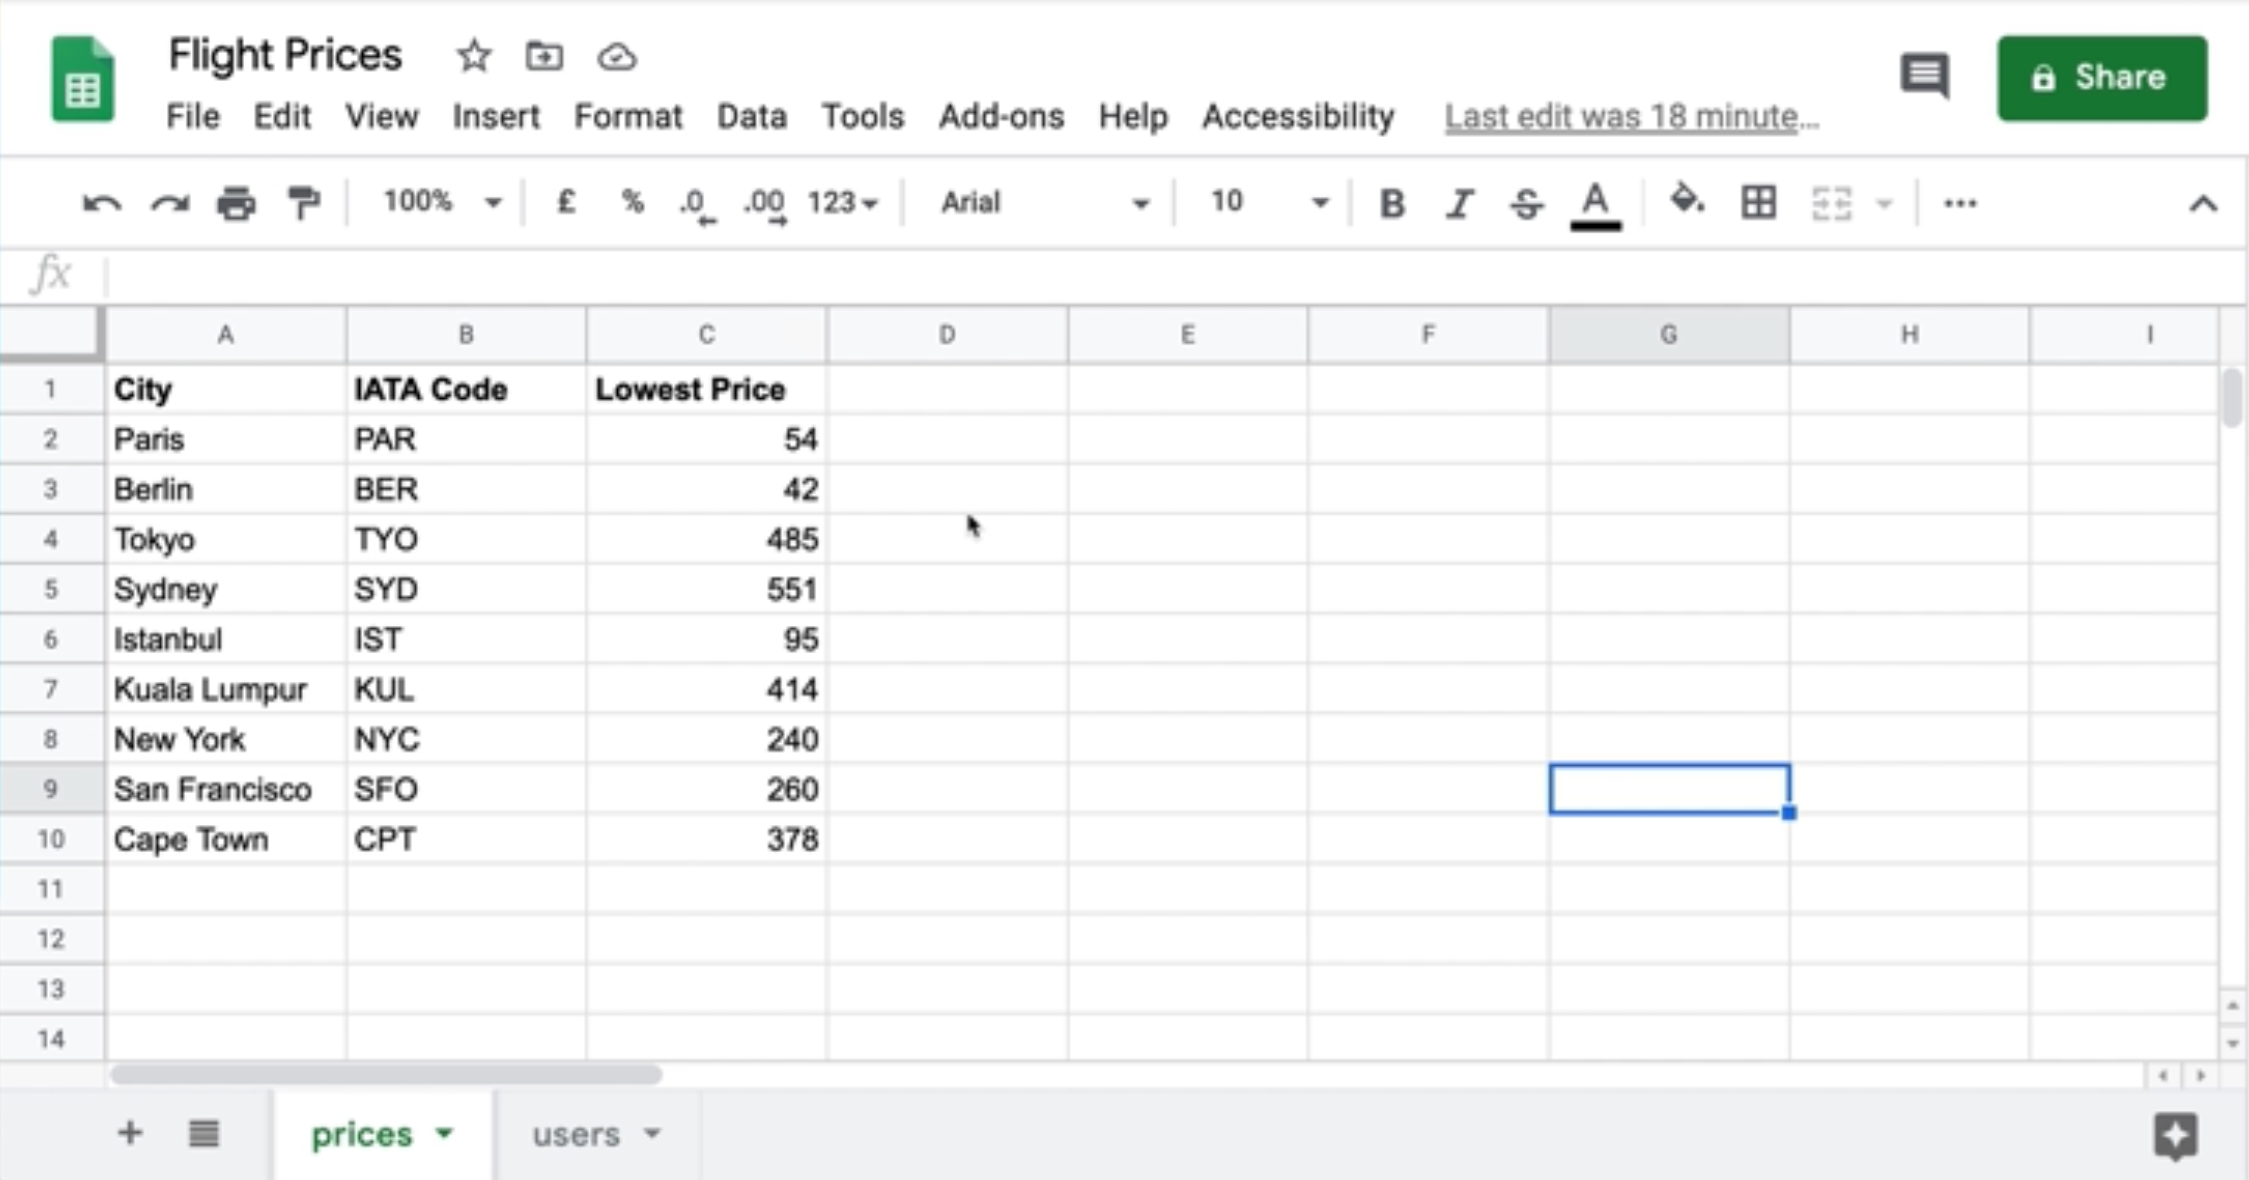 Flight Prices
File Edit View Insert Format Data Tools Add-ons Help Accessibility Last edit was 18 minute...
Share
100% £ % .0 .00 123 Arial 10 B I S A ...
fx
A B C D E F G H I
1 City IATA Code Lowest Price
2 Paris PAR 54
3 Berlin BER 42
4 Tokyo TYO 485
5 Sydney SYD 551
6 Istanbul IST 95
7 Kuala Lumpur KUL 414
8 New York NYC 240
9 San Francisco SFO 260
10 Cape Town CPT 378
11
12
13
14
prices users